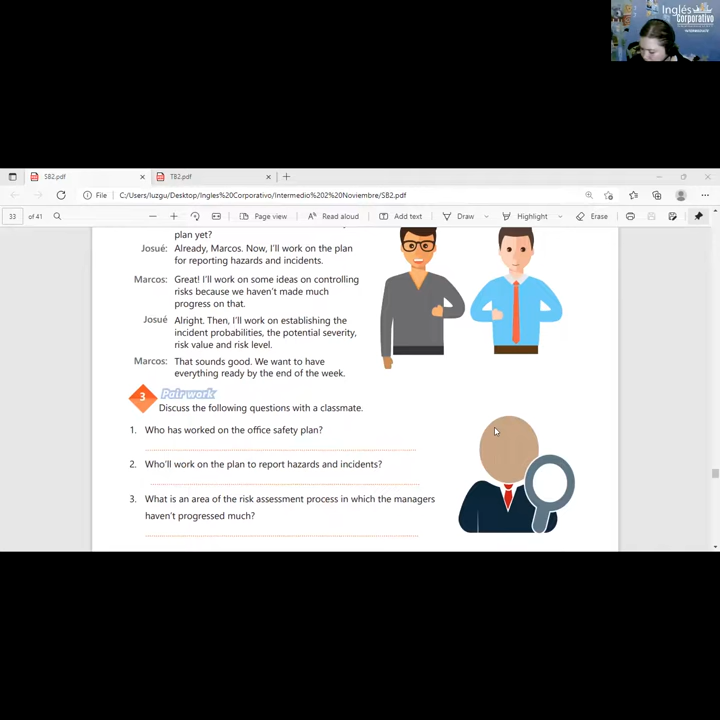 Inglés
Corporativo
INTERMEDIATE
SB2.pdf
TB2.pdf
File
C:/Users/luzgu/Desktop/Ingles%20Corporativo/Intermedio%202%20Noviembre/SB2.pdf
33 of 41
Page view
Read aloud
Add text
Draw
Highlight
Erase
plan yet?
Josué: Already, Marcos. Now, I'll work on the plan
for reporting hazards and incidents.
Marcos: Great! I'll work on some ideas on controlling
risks because we haven't made much
progress on that.
Josué Alright. Then, I'll work on establishing the
incident probabilities, the potential severity,
risk value and risk level.
Marcos: That sounds good. We want to have
everything ready by the end of the week.
3 Pair work
Discuss the following questions with a classmate.
1. Who has worked on the office safety plan?
2. Who'll work on the plan to report hazards and incidents?
3. What is an area of the risk assessment process in which the managers
haven't progressed much?